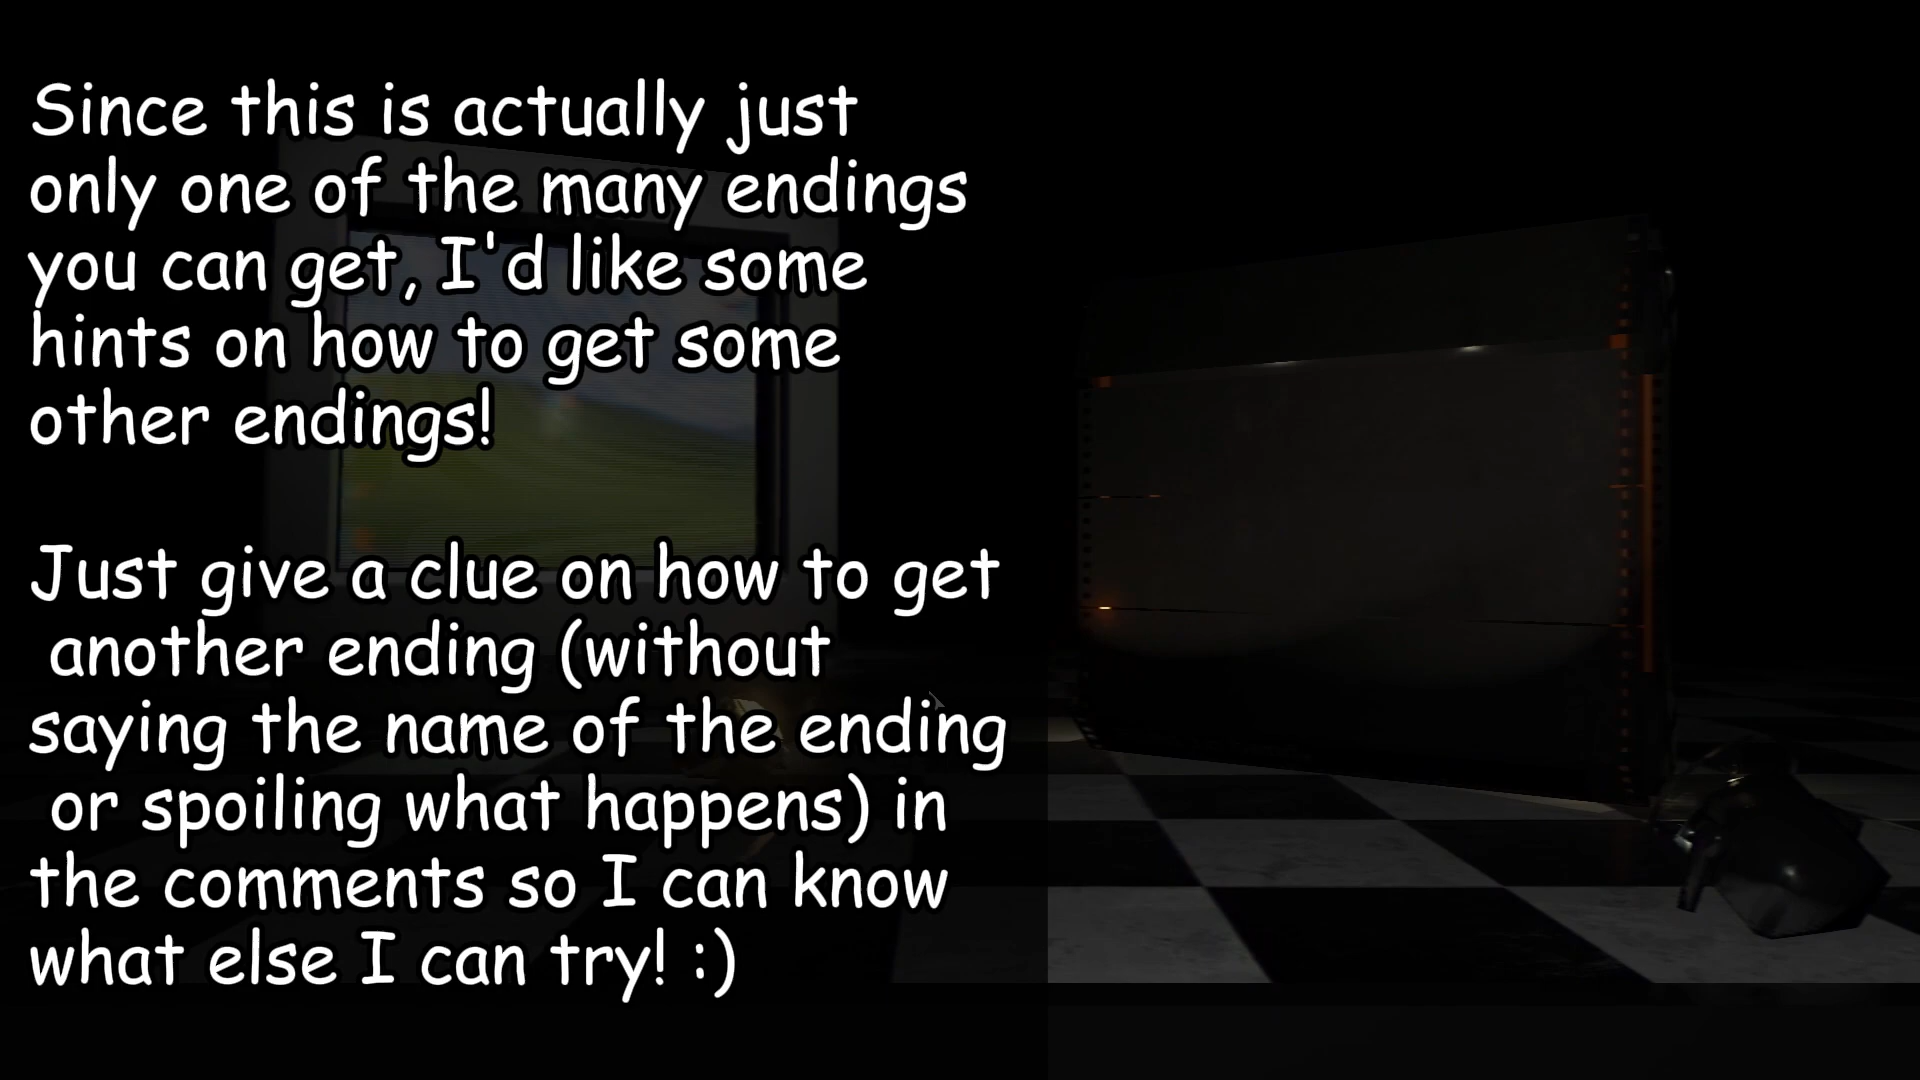 Since this is actually just
only one of the many endings
you can get, I'd like some
hints on how to get some
other endings!
Just give a clue on how to get
another ending (without
saying the name of the ending
or spoiling what happens) in
the comments so I can know
what else I can try! :)